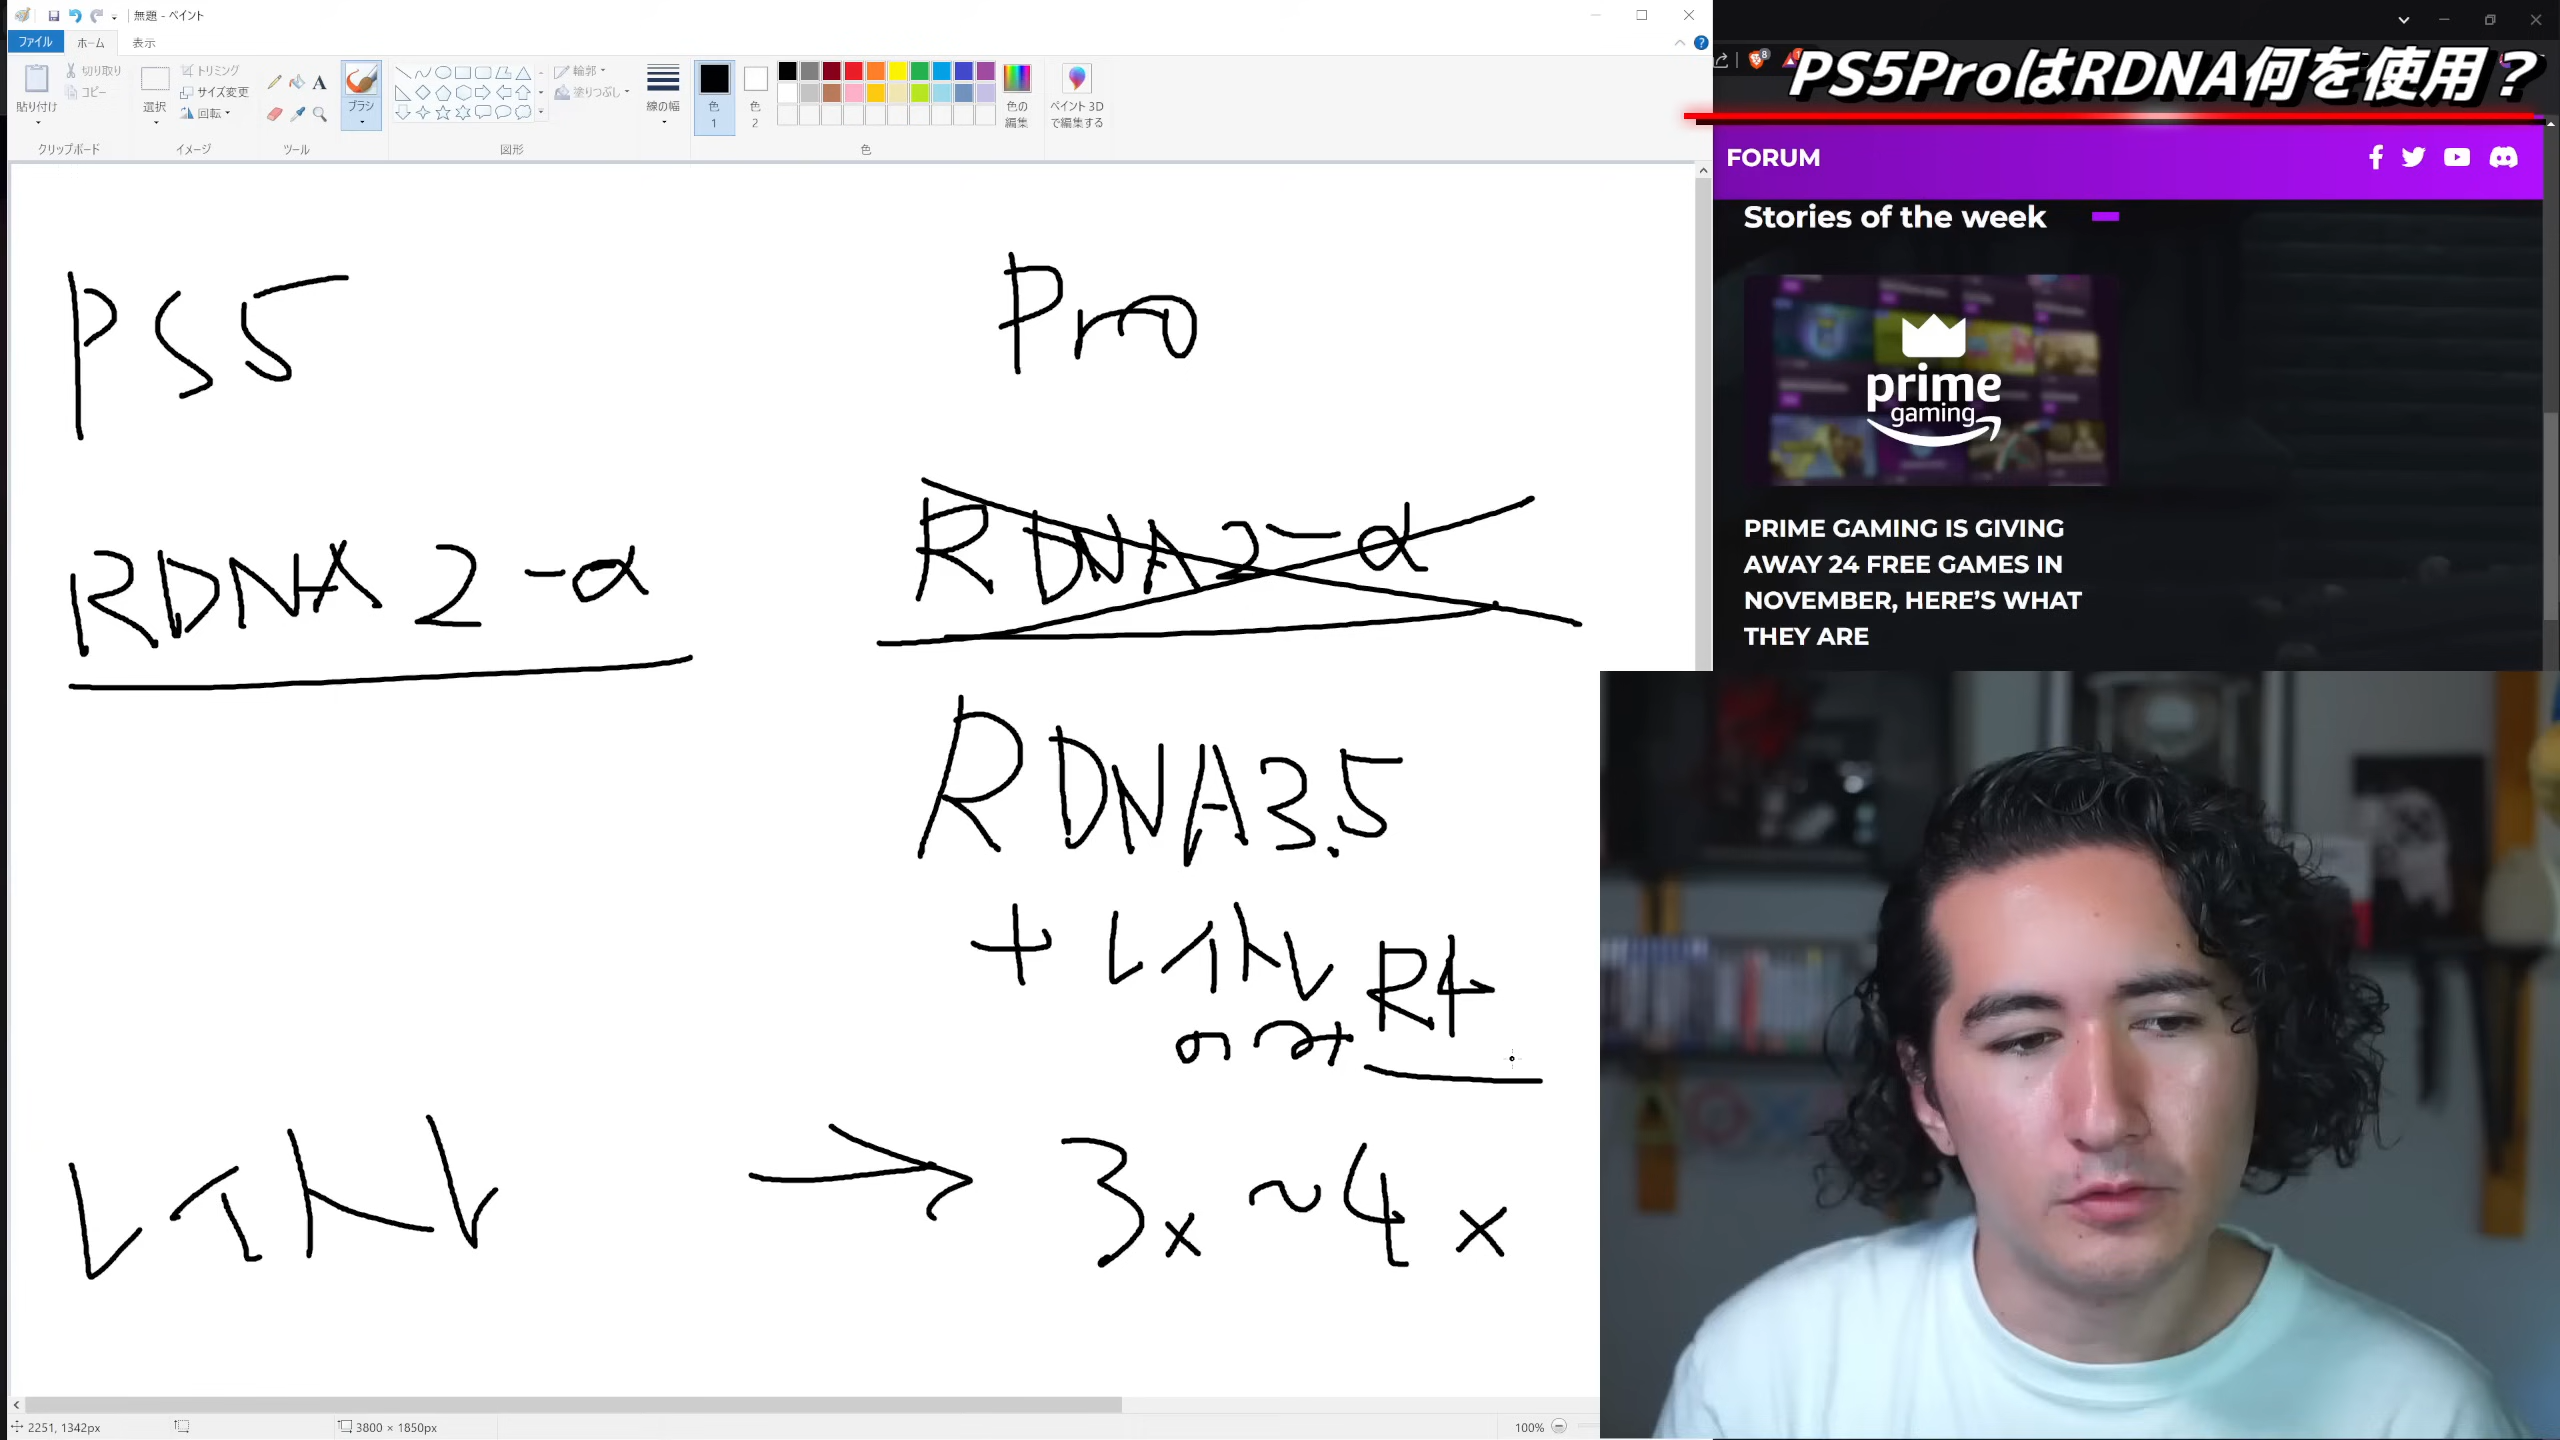 無題 - ペイント
ファイル ホーム 表示
貼り付け
切り取り
コピー
クリップボード
選択
トリミング
サイズ変更
回転
イメージ
A
ツール
ブラシ
図形
輪郭
塗りつぶし
線の幅
色
1
色
2
色の
編集
色
ペイント 3D
で編集する
PS5ProはRDNA何を使用？
FORUM
Stories of the week
prime
gaming
PRIME GAMING IS GIVING
AWAY 24 FREE GAMES IN
NOVEMBER, HERE'S WHAT
THEY ARE
PS5
Pro
RDNA 2 -α
RDNA2-α
RDNA3.5
+ レイトレ
レイトレ → 3x ~ 4x
2251, 1342px
3800 × 1850px
100%